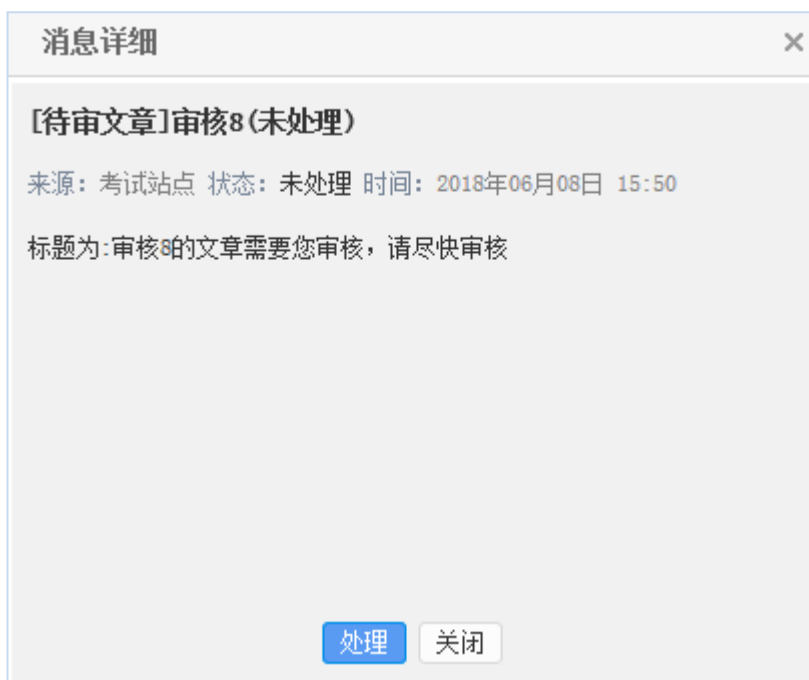 消息详细
×
[待审文章]审核8(未处理)
来源: 考试站点 状态: 未处理 时间: 2018年06月08日 15:50
标题为:审核8的文章需要您审核，请尽快审核
处理 关闭